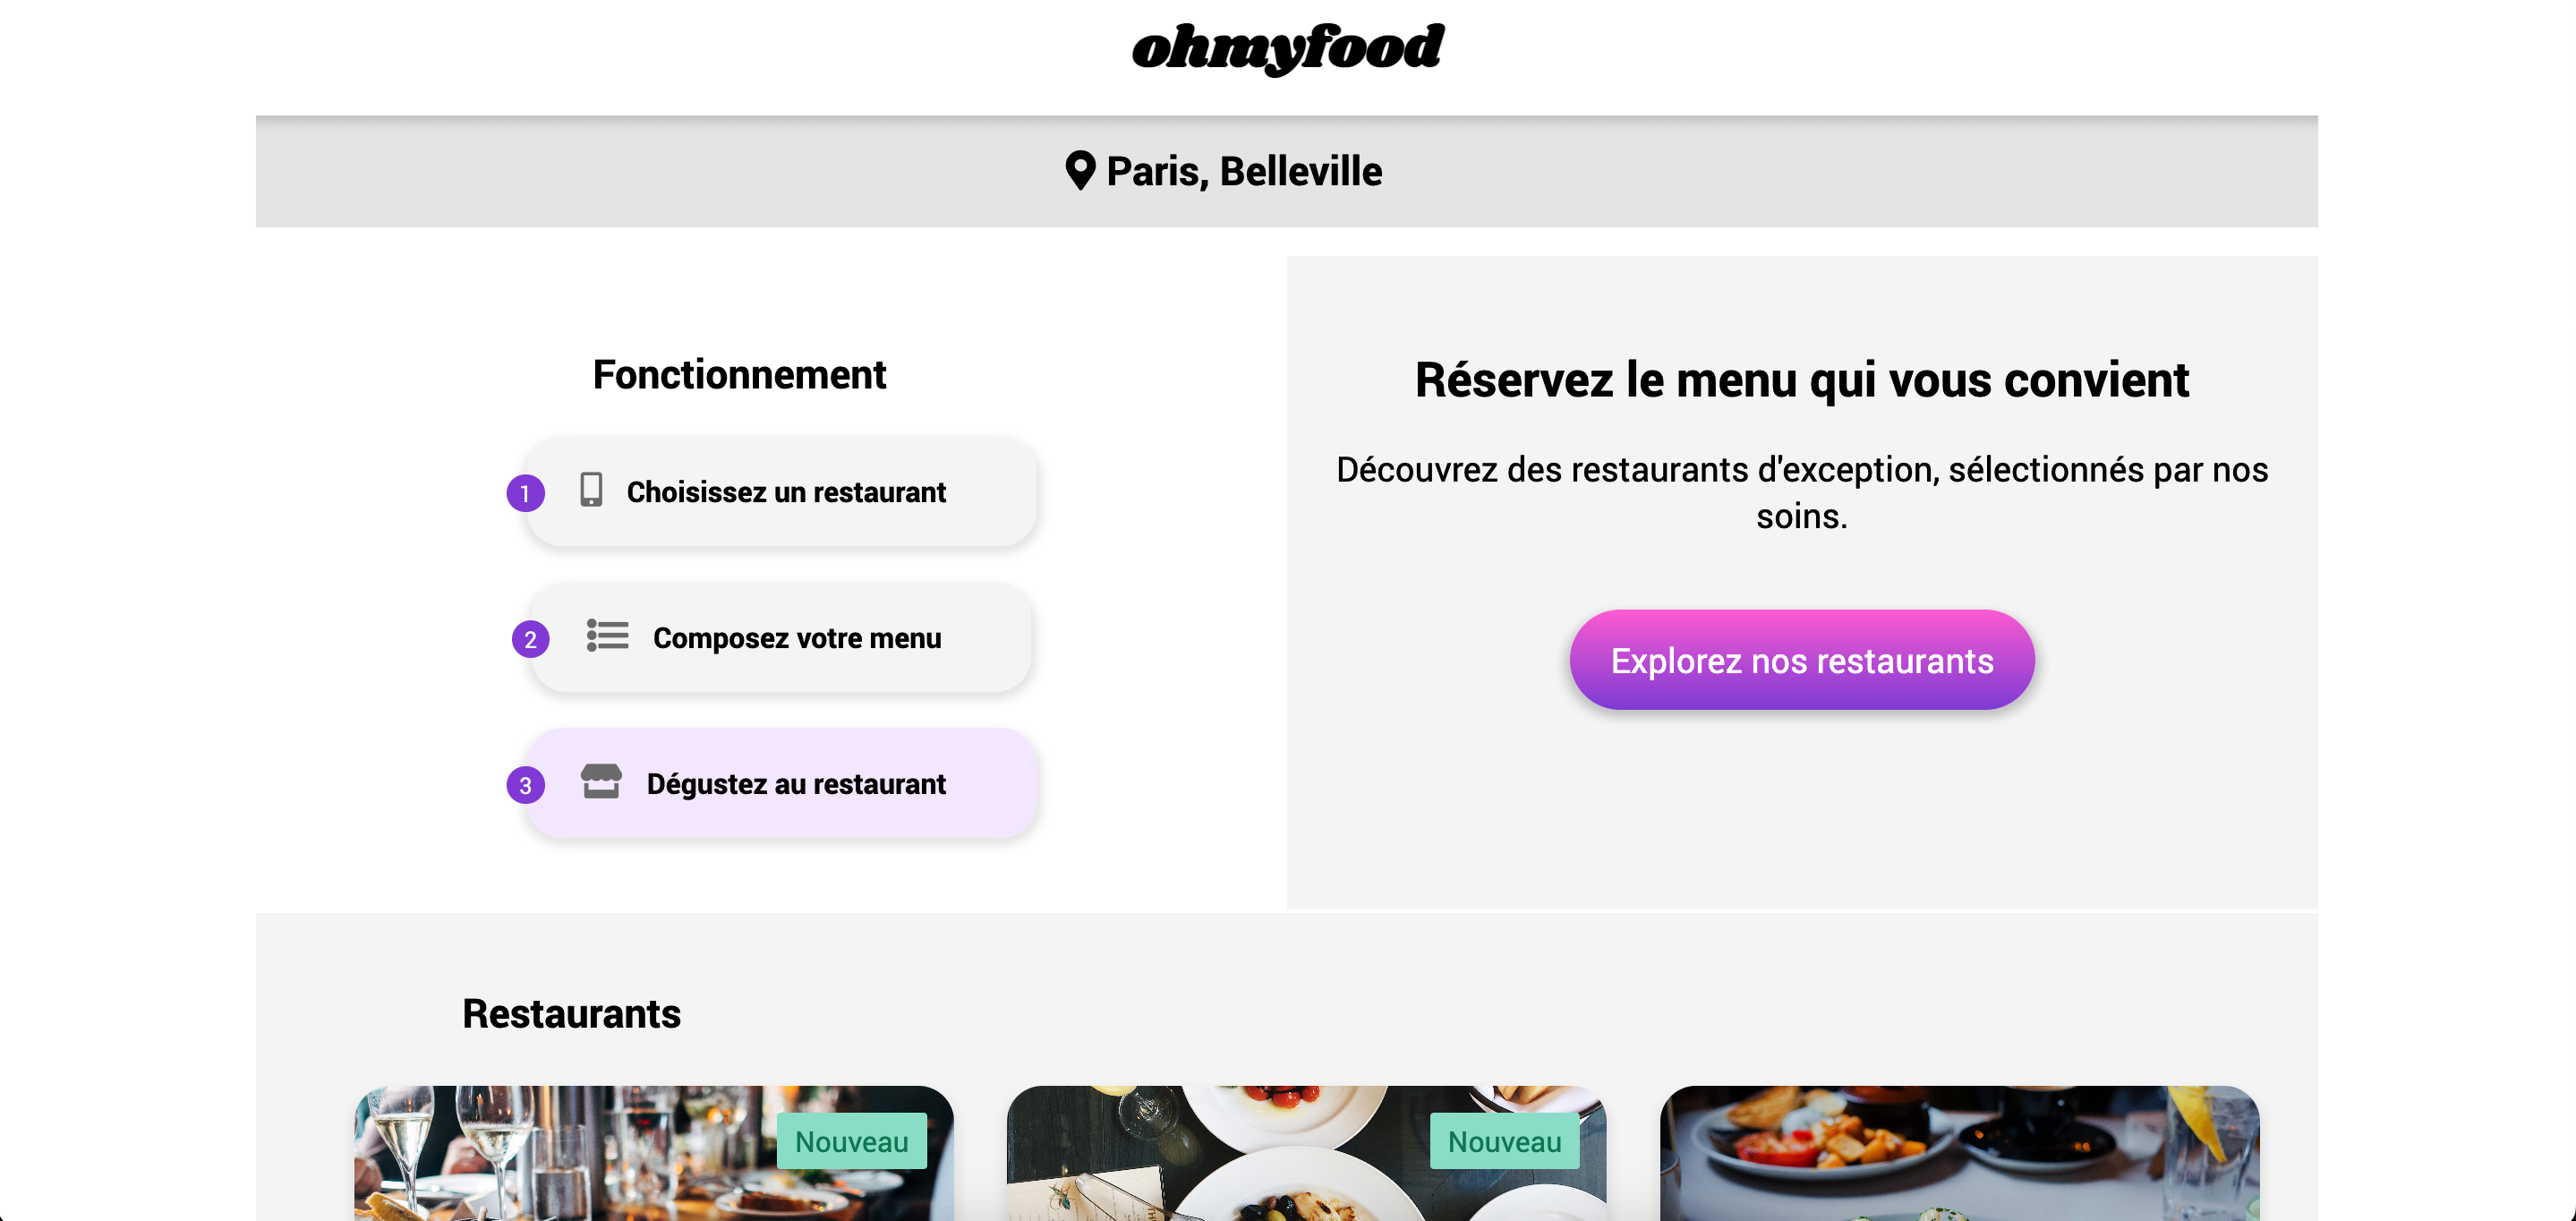 ohmyfood
Paris, Belleville
Fonctionnement
1 Choisissez un restaurant
2 Composez votre menu
3 Dégustez au restaurant
Réservez le menu qui vous convient
Découvrez des restaurants d'exception, sélectionnés par nos
soins.
Explorez nos restaurants
Restaurants
Nouveau
Nouveau